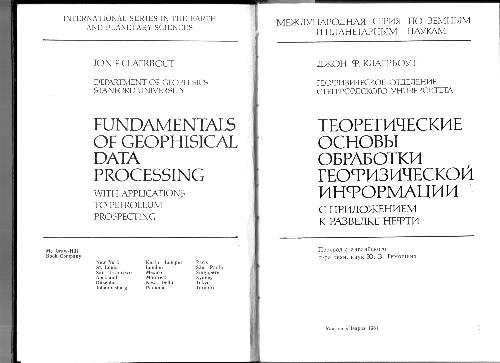 INTERNATIONAL SERIES IN THE EARTH
AND PLANETARY SCIENCES
JON F. CLAERBOUT
DEPARTMENT OF GEOPHYSICS
STANFORD UNIVERSITY
FUNDAMENTALS
OF GEOPHISICAL
DATA
PROCESSING
WITH APPLICATIONS
TO PETROLEUM
PROSPECTING
Mc Graw-Hill
Book Company
New York Kuala Lumpur Paris
St. Louis London São Paulo
San Francisco Mexico Singapore
Auckland Montreal Sydney
Düsseldorf New Delhi Tokyo
Johannesburg Panama Toronto
МЕЖДУНАРОДНАЯ СЕРИЯ ПО ЗЕМНЫМ
И ПЛАНЕТАРНЫМ НАУКАМ
ДЖОН Ф. КЛАЕРБОУТ
ГЕОФИЗИЧЕСКОЕ ОТДЕЛЕНИЕ
СТЕНФОРДСКОГО УНИВЕРСИТЕТА
ТЕОРЕТИЧЕСКИЕ
ОСНОВЫ
ОБРАБОТКИ
ГЕОФИЗИЧЕСКОЙ
ИНФОРМАЦИИ
С ПРИЛОЖЕНИЕМ
К РАЗВЕДКЕ НЕФТИ
Перевод с английского
техн. наук Ю. В. Тимошина
Москва «Недра» 1981